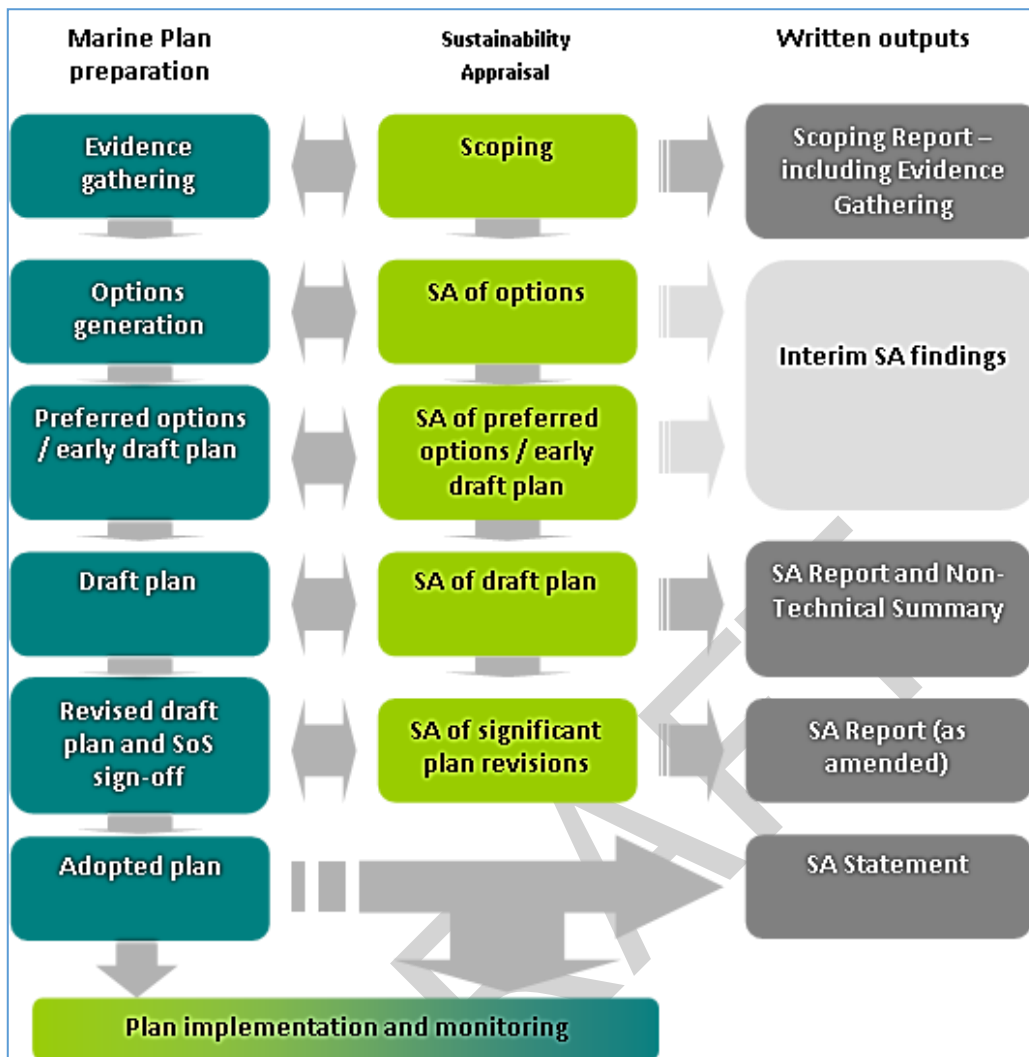 Marine Plan
preparation
Sustainability
Appraisal
Written outputs
Evidence
gathering
Scoping
Scoping Report –
including Evidence
Gathering
Options
generation
SA of options
Interim SA findings
Preferred options
/ early draft plan
SA of preferred
options / early
draft plan
Draft plan
SA of draft plan
SA Report and Non-
Technical Summary
Revised draft
plan and SoS
sign-off
SA of significant
plan revisions
SA Report (as
amended)
Adopted plan
SA Statement
Plan implementation and monitoring
DRAFT